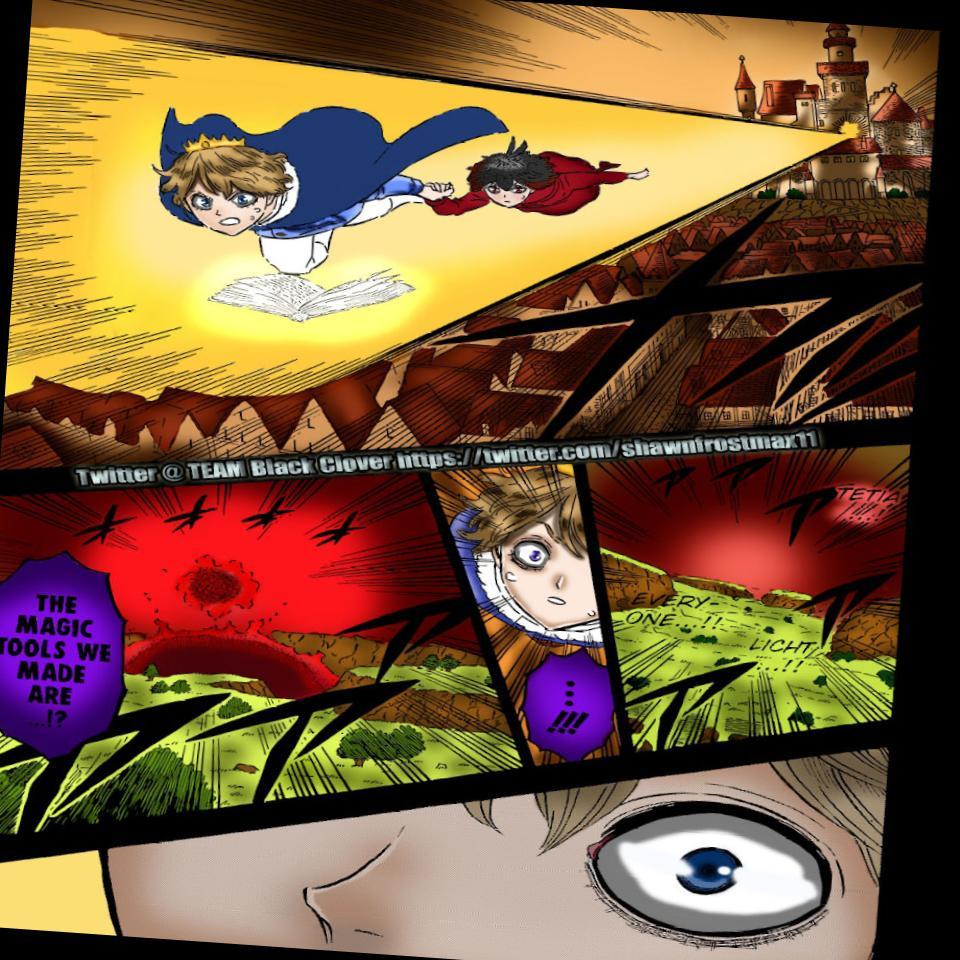 Twitter @ TEAM Black Clover https://twitter.com/shawnfrostmax11
THE
MAGIC
TOOLS WE
MADE
ARE
...!?
...
!!!
TETIA
...!!
EVERY-
ONE...!!
LICHT
...!!